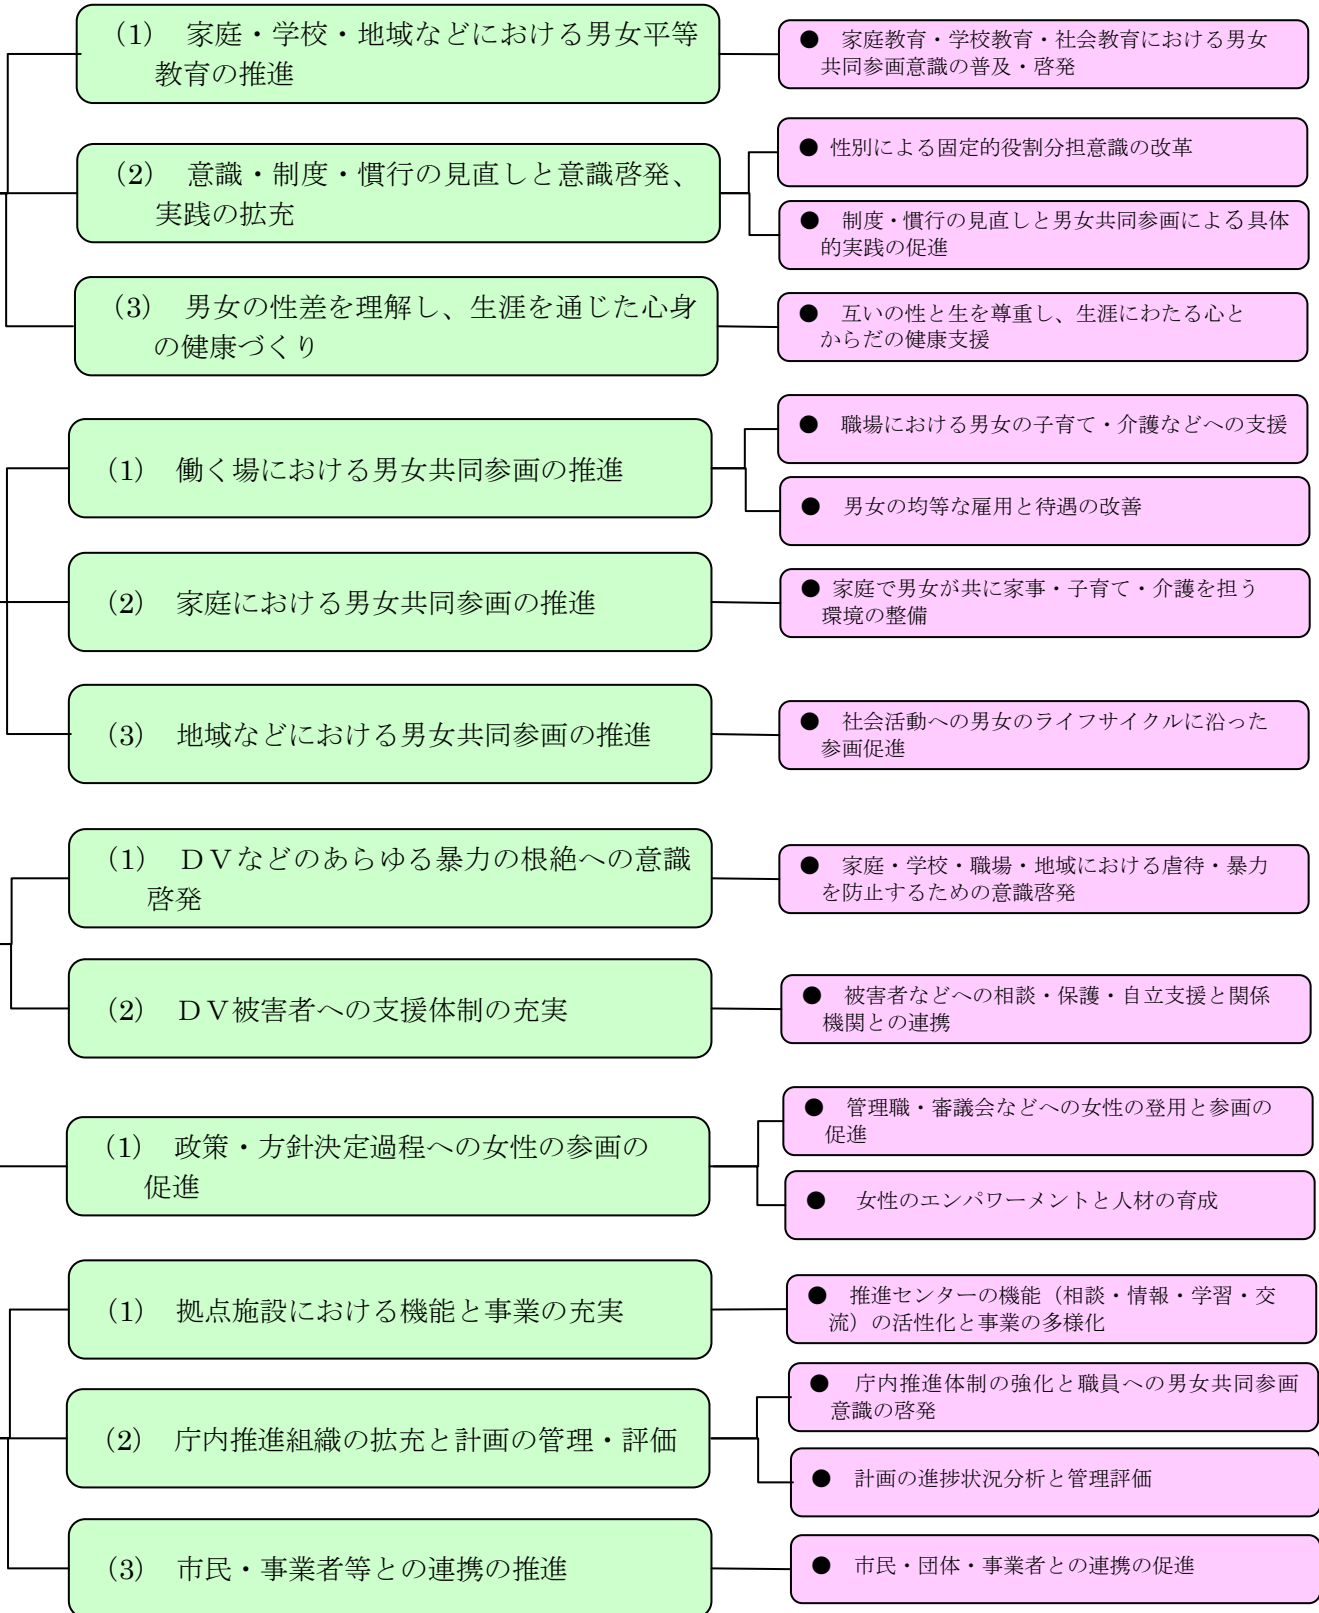 (1) 家庭・学校・地域などにおける男女平等
教育の推進
● 家庭教育・学校教育・社会教育における男女
共同参画意識の普及・啓発
(2) 意識・制度・慣行の見直しと意識啓発、
実践の拡充
● 性別による固定的役割分担意識の改革
● 制度・慣行の見直しと男女共同参画による具体
的実践の促進
(3) 男女の性差を理解し、生涯を通じた心身
の健康づくり
● 互いの性と生を尊重し、生涯にわたる心と
からだの健康支援
(1) 働く場における男女共同参画の推進
● 職場における男女の子育て・介護などへの支援
● 男女の均等な雇用と待遇の改善
(2) 家庭における男女共同参画の推進
● 家庭で男女が共に家事・子育て・介護を担う
環境の整備
(3) 地域などにおける男女共同参画の推進
● 社会活動への男女のライフサイクルに沿った
参画促進
(1) ＤＶなどのあらゆる暴力の根絶への意識
啓発
● 家庭・学校・職場・地域における虐待・暴力
を防止するための意識啓発
(2) ＤＶ被害者への支援体制の充実
● 被害者などへの相談・保護・自立支援と関係
機関との連携
(1) 政策・方針決定過程への女性の参画の
促進
● 管理職・審議会などへの女性の登用と参画の
促進
● 女性のエンパワーメントと人材の育成
(1) 拠点施設における機能と事業の充実
● 推進センターの機能（相談・情報・学習・交
流）の活性化と事業の多様化
(2) 庁内推進組織の拡充と計画の管理・評価
● 庁内推進体制の強化と職員への男女共同参画
意識の啓発
● 計画の進捗状況分析と管理評価
(3) 市民・事業者等との連携の推進
● 市民・団体・事業者との連携の促進